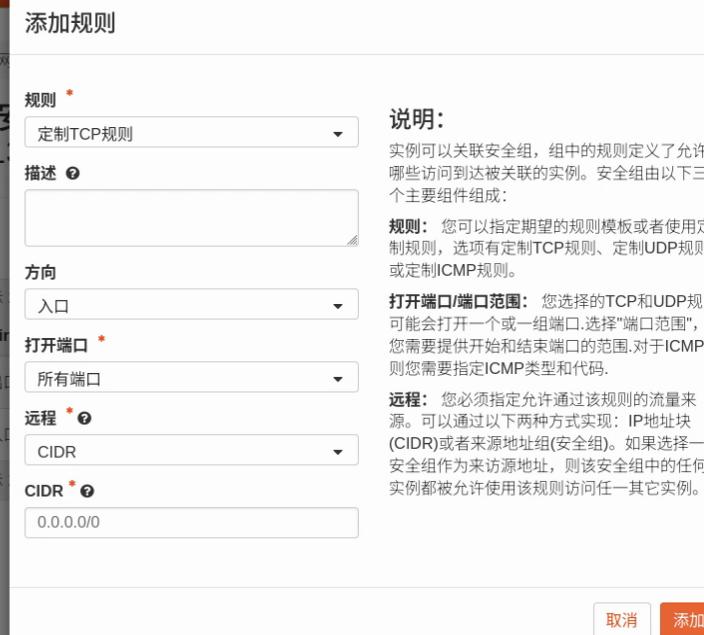 添加规则
规则 *
定制TCP规则
描述
方向
入口
打开端口 *
所有端口
远程 *
CIDR
CIDR *
0.0.0.0/0
说明：
实例可以关联安全组，组中的规则定义了允许
哪些访问到达被关联的实例。安全组由以下三
个主要组件组成：
规则： 您可以指定期望的规则模板或者使用定
制规则，选项有定制TCP规则、定制UDP规则
或定制ICMP规则。
打开端口/端口范围： 您选择的TCP和UDP规
可能会打开一个或一组端口.选择"端口范围"，
您需要提供开始和结束端口的范围.对于ICMP
则您需要指定ICMP类型和代码.
远程： 您必须指定允许通过该规则的流量来
源。可以通过以下两种方式实现：IP地址块
(CIDR)或者来源地址组(安全组)。如果选择一
安全组作为来访源地址，则该安全组中的任何
实例都被允许使用该规则访问任一其它实例。
取消
添加